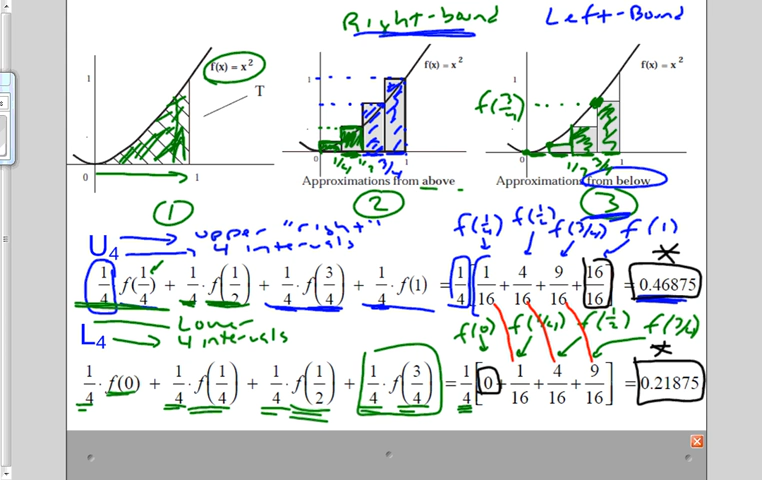 Right-bound Left-Bound
f(x) = x² f(x) = x² f(x) = x²
1 T 1 f(3/4) 1
0 1 0 1/4 1/2 3/4 1 0 1/2 3/4 1
Approximations from above Approximations from below
① ② ③
U₄ → upper "right"
→ 4 intervals
f(1/4) f(1/2) f(3/4) f(1) *
1/4 f(1/4) + 1/4 · f(1/2) + 1/4 · f(3/4) + 1/4 · f(1) = 1/4 [1/16 + 4/16 + 9/16 + 16/16] = 0.46875
L₄ → Lower
→ 4 intervals
f(0) f(1/4) f(1/2) f(3/4) *
1/4 · f(0) + 1/4 · f(1/4) + 1/4 · f(1/2) + 1/4 · f(3/4) = 1/4 [0 + 1/16 + 4/16 + 9/16] = 0.21875